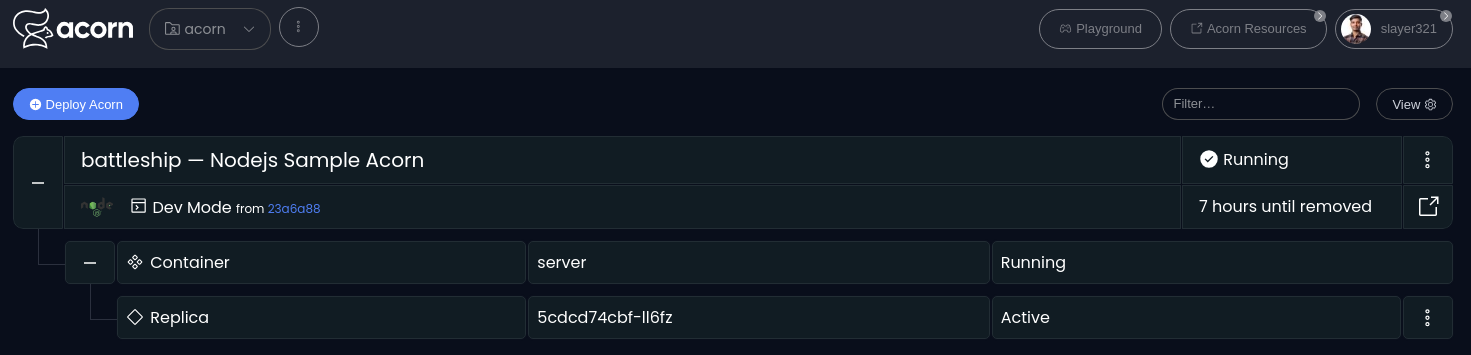 acorn acorn Playground Acorn Resources slayer321
Deploy Acorn Filter... View
battleship — Nodejs Sample Acorn Running
node Dev Mode from 23a6a88 7 hours until removed
Container server Running
Replica 5cdcd74cbf-ll6fz Active